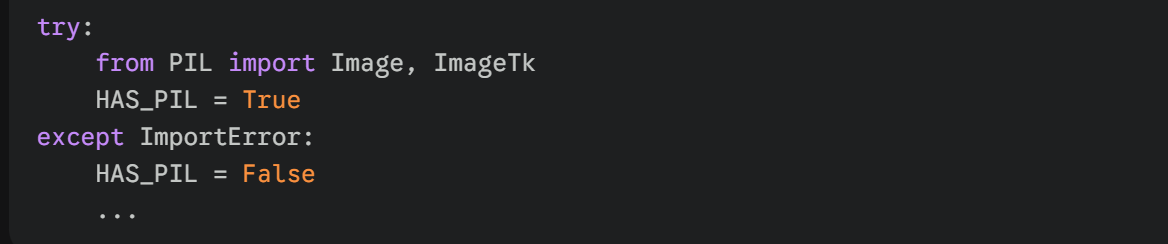 try:
    from PIL import Image, ImageTk
    HAS_PIL = True
except ImportError:
    HAS_PIL = False
    ...